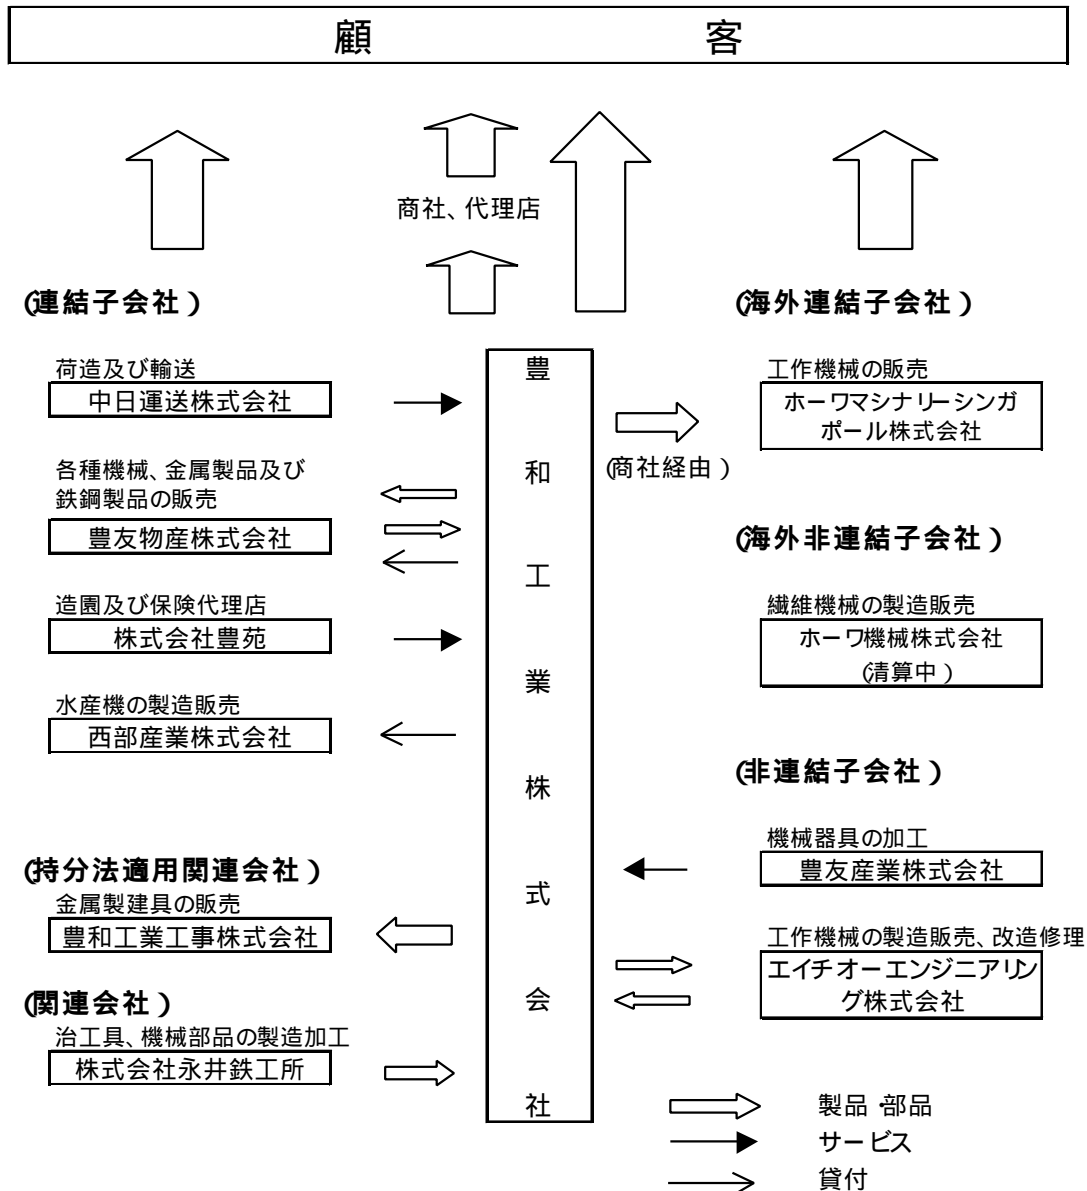 顧 客
商社、代理店
(連結子会社)
荷造及び輸送
中日運送株式会社
各種機械、金属製品及び
鉄鋼製品の販売
豊友物産株式会社
造園及び保険代理店
株式会社豊苑
水産機の製造販売
西部産業株式会社
(持分法適用関連会社)
金属製建具の販売
豊和工業工事株式会社
(関連会社)
治工具、機械部品の製造加工
株式会社永井鉄工所
豊
和
工
業
株
式
会
社
(海外連結子会社)
工作機械の販売
ホーワマシナリーシンガ
ポール株式会社
(商社経由)
(海外非連結子会社)
繊維機械の製造販売
ホーワ機械株式会社
(清算中)
(非連結子会社)
機械器具の加工
豊友産業株式会社
工作機械の製造販売、改造修理
エイチオーエンジニアリン
グ株式会社
製品・部品
サービス
貸付